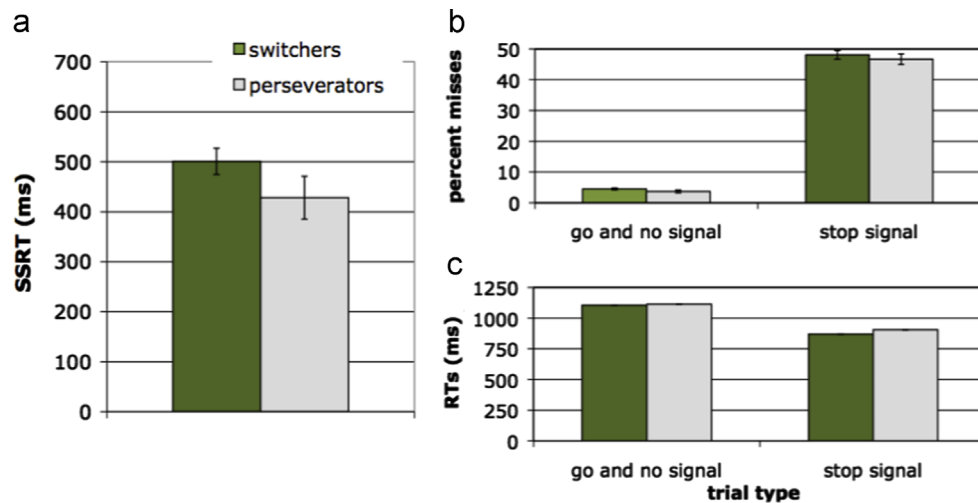 a
switchers
perseverators
700
600
500
400
300
200
100
0
SSRT (ms)
b
50
40
30
20
10
0
percent misses
go and no signal
stop signal
c
1250
1000
750
500
250
0
RTs (ms)
go and no signal
stop signal
trial type